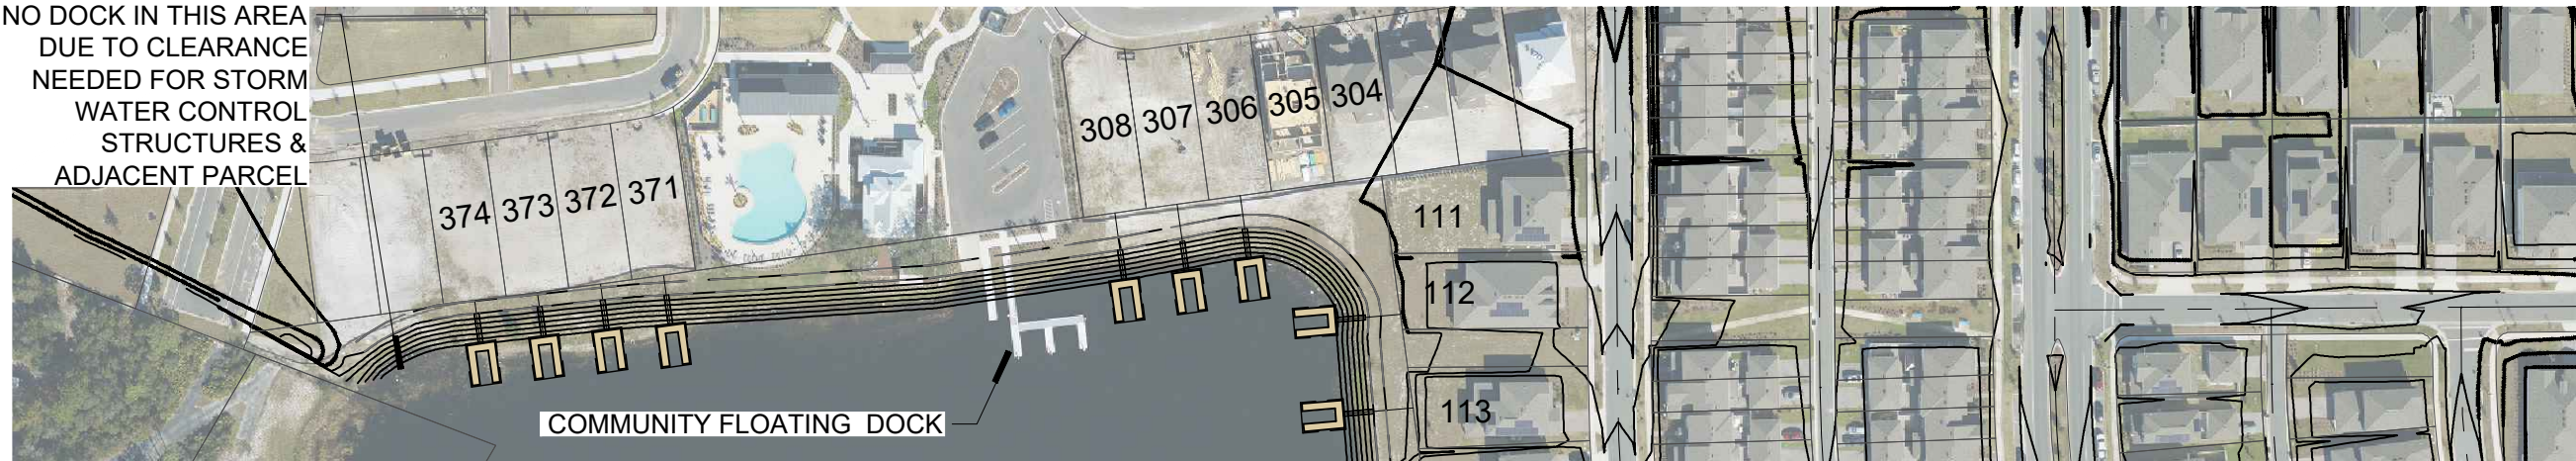 NO DOCK IN THIS AREA
DUE TO CLEARANCE
NEEDED FOR STORM
WATER CONTROL
STRUCTURES &
ADJACENT PARCEL
374 373 372 371
308 307 306 305 304
111
112
113
COMMUNITY FLOATING DOCK